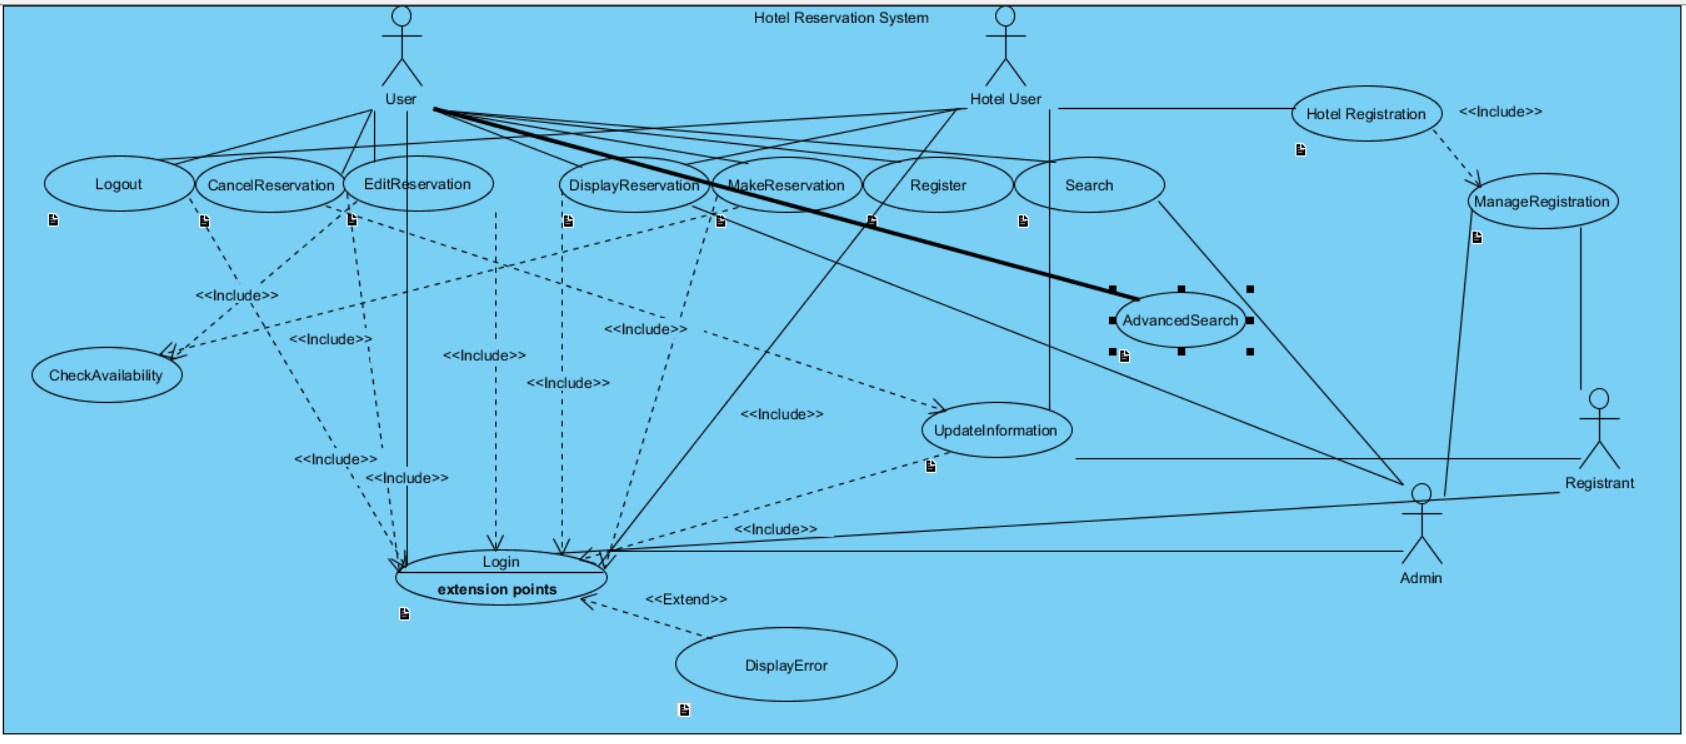 Hotel Reservation System
User
Hotel User
Hotel Registration
<<Include>>
Logout
CancelReservation
EditReservation
DisplayReservation
MakeReservation
Register
Search
ManageRegistration
<<Include>>
<<Include>>
<<Include>>
<<Include>>
<<Include>>
AdvancedSearch
CheckAvailability
<<Include>>
UpdateInformation
<<Include>>
<<Include>>
Registrant
<<Include>>
Login
extension points
Admin
<<Extend>>
DisplayError